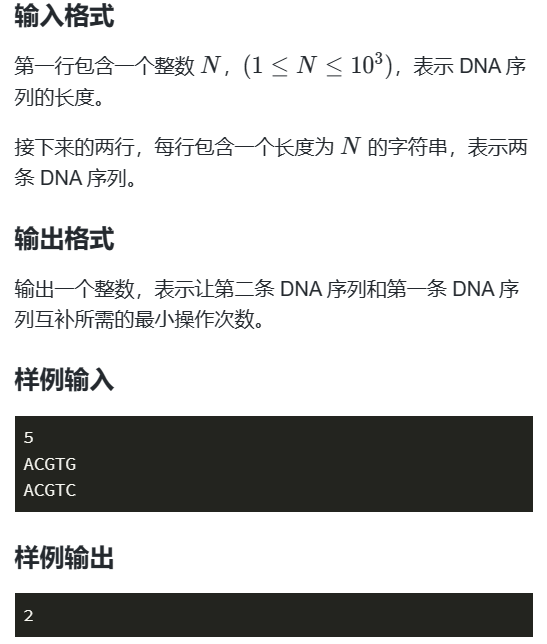 输入格式
第一行包含一个整数 N，(1 ≤ N ≤ 10³)，表示 DNA 序
列的长度。
接下来的两行，每行包含一个长度为 N 的字符串，表示两
条 DNA 序列。
输出格式
输出一个整数，表示让第二条 DNA 序列和第一条 DNA 序
列互补所需的最小操作次数。
样例输入
5
ACGTG
ACGTC
样例输出
2